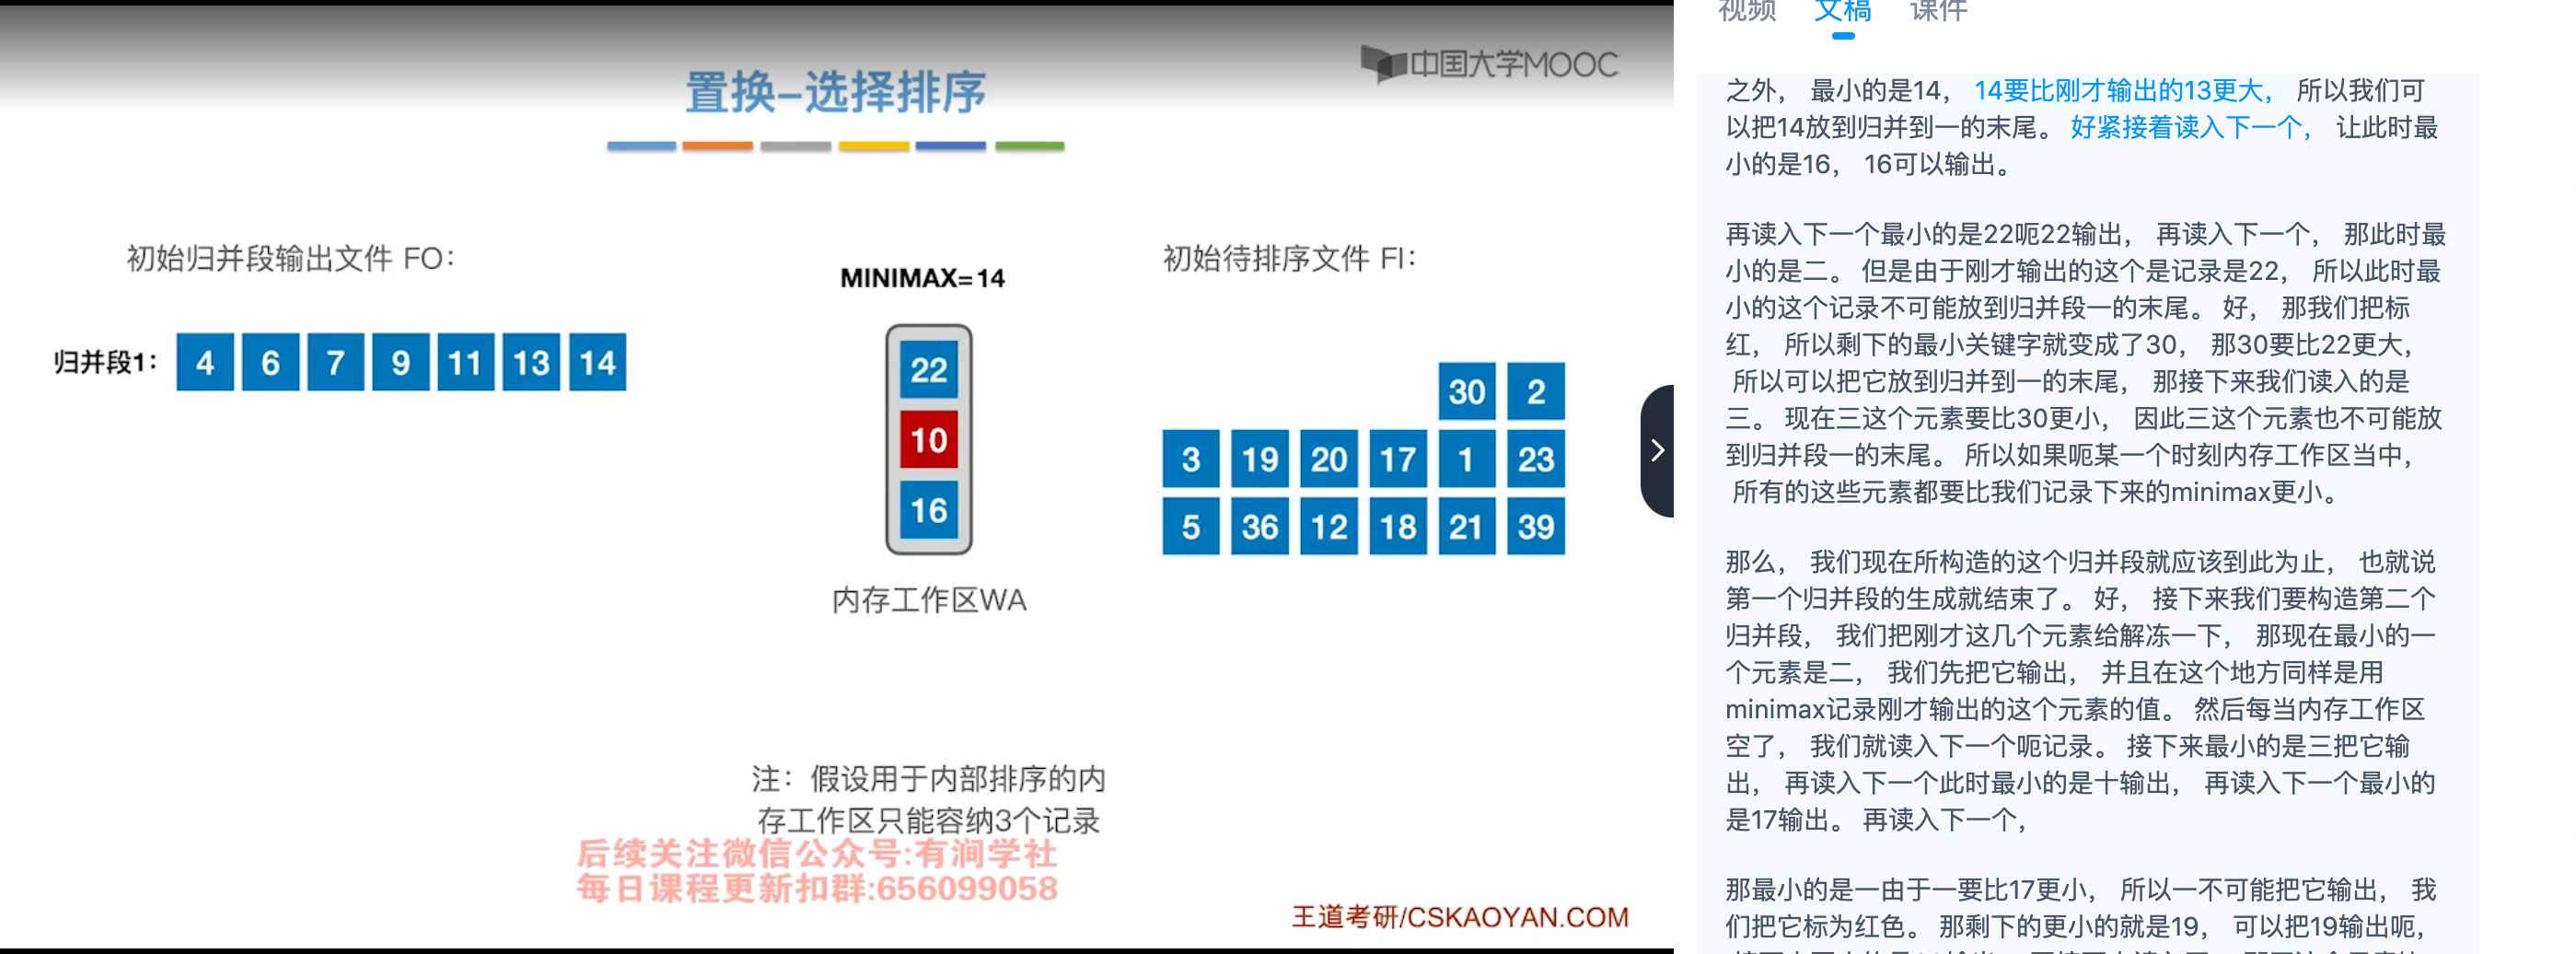 中国大学MOOC
置换-选择排序
初始归并段输出文件 FO：
归并段1： 4 6 7 9 11 13 14
MINIMAX=14
22
10
16
内存工作区WA
初始待排序文件 FI：
30 2
3 19 20 17 1 23
5 36 12 18 21 39
注：假设用于内部排序的内
存工作区只能容纳3个记录
后续关注微信公众号:有涧学社
每日课程更新扣群:656099058
王道考研/CSKAOYAN.COM
视频 文稿 课件
之外， 最小的是14， 14要比刚才输出的13更大， 所以我们可
以把14放到归并到一的末尾。 好紧接着读入下一个， 让此时最
小的是16， 16可以输出。
再读入下一个最小的是22呃22输出， 再读入下一个， 那此时最
小的是二。 但是由于刚才输出的这个是记录是22， 所以此时最
小的这个记录不可能放到归并段一的末尾。 好， 那我们把标
红， 所以剩下的最小关键字就变成了30， 那30要比22更大，
所以可以把它放到归并到一的末尾， 那接下来我们读入的是
三。 现在三这个元素要比30更小， 因此三这个元素也不可能放
到归并段一的末尾。 所以如果呃某一个时刻内存工作区当中，
所有的这些元素都要比我们记录下来的minimax更小。
那么， 我们现在所构造的这个归并段就应该到此为止， 也就说
第一个归并段的生成就结束了。 好， 接下来我们要构造第二个
归并段， 我们把刚才这几个元素给解冻一下， 那现在最小的一
个元素是二， 我们先把它输出， 并且在这个地方同样是用
minimax记录刚才输出的这个元素的值。 然后每当内存工作区
空了， 我们就读入下一个呃记录。 接下来最小的是三把它输
出， 再读入下一个此时最小的是十输出， 再读入下一个最小的
是17输出。 再读入下一个，
那最小的是一由于一要比17更小， 所以一不可能把它输出， 我
们把它标为红色。 那剩下的更小的就是19， 可以把19输出呃，